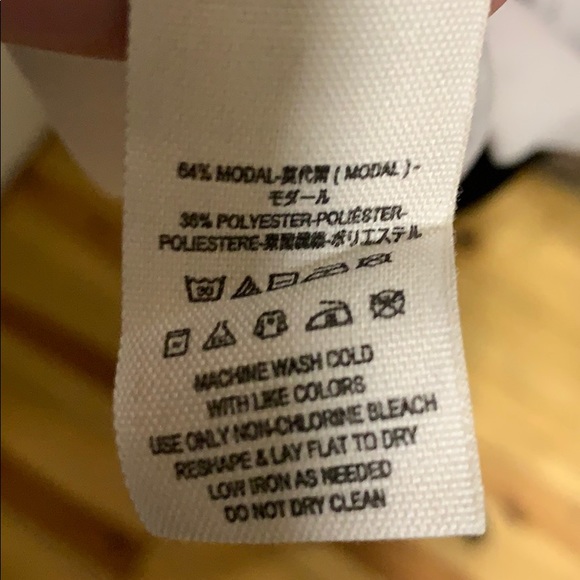 64% MODAL-莫代爾 ( MODAL )-
モダール
36% POLYESTER-POLIÉSTER-
POLIESTERE-聚酯纖維-ポリエステル
30
MACHINE WASH COLD
WITH LIKE COLORS
USE ONLY NON-CHLORINE BLEACH
RESHAPE & LAY FLAT TO DRY
LOW IRON AS NEEDED
DO NOT DRY CLEAN